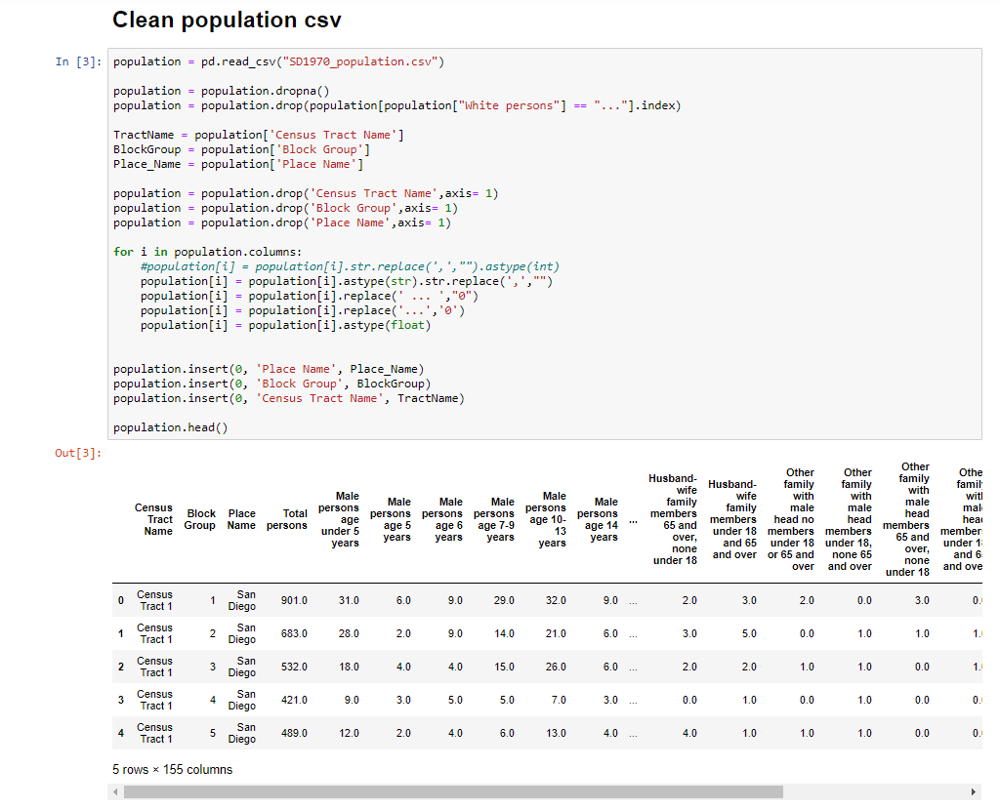 Clean population csv
In [3]: population = pd.read_csv("SD1970_population.csv")
population = population.dropna()
population = population.drop(population[population["White persons"] == "..."].index)
TractName = population['Census Tract Name']
BlockGroup = population['Block Group']
Place_Name = population['Place Name']
population = population.drop('Census Tract Name',axis= 1)
population = population.drop('Block Group',axis= 1)
population = population.drop('Place Name',axis= 1)
for i in population.columns:
#population[i] = population[i].str.replace(',',"").astype(int)
population[i] = population[i].astype(str).str.replace(',',"")
population[i] = population[i].replace(' ... ',"0")
population[i] = population[i].replace('...','0')
population[i] = population[i].astype(float)
population.insert(0, 'Place Name', Place_Name)
population.insert(0, 'Block Group', BlockGroup)
population.insert(0, 'Census Tract Name', TractName)
population.head()
Out[3]:
Census
Tract
Name
Block
Group
Place
Name
Total
persons
Male
persons
age
under 5
years
Male
persons
age 5
years
Male
persons
age 6
years
Male
persons
age 7-9
years
Male
persons
age 10-
13
years
Male
persons
age 14
years
...
Husband-
wife
family
members
65 and
over,
none
under 18
Husband-
wife
family
members
under 18
and 65
and over
Other
family
with
male
head no
members
under 18
or 65 and
over
Other
family
with
male
head
members
under 18,
none 65
and over
Other
family
with
male
head
members
65 and
over,
none
under 18
Othe
famil
wit
mal
hea
member
under 1
and 6
and ove
0 Census Tract 1 1 San Diego 901.0 31.0 6.0 9.0 29.0 32.0 9.0 ... 2.0 3.0 2.0 0.0 3.0 0.
1 Census Tract 1 2 San Diego 683.0 28.0 2.0 9.0 14.0 21.0 6.0 ... 3.0 5.0 0.0 1.0 1.0 1.
2 Census Tract 1 3 San Diego 532.0 18.0 4.0 4.0 15.0 26.0 6.0 ... 2.0 2.0 1.0 1.0 0.0 1.
3 Census Tract 1 4 San Diego 421.0 9.0 3.0 5.0 5.0 7.0 3.0 ... 0.0 1.0 0.0 1.0 0.0 0.
4 Census Tract 1 5 San Diego 489.0 12.0 2.0 4.0 6.0 13.0 4.0 ... 4.0 1.0 1.0 1.0 0.0 0.
5 rows × 155 columns